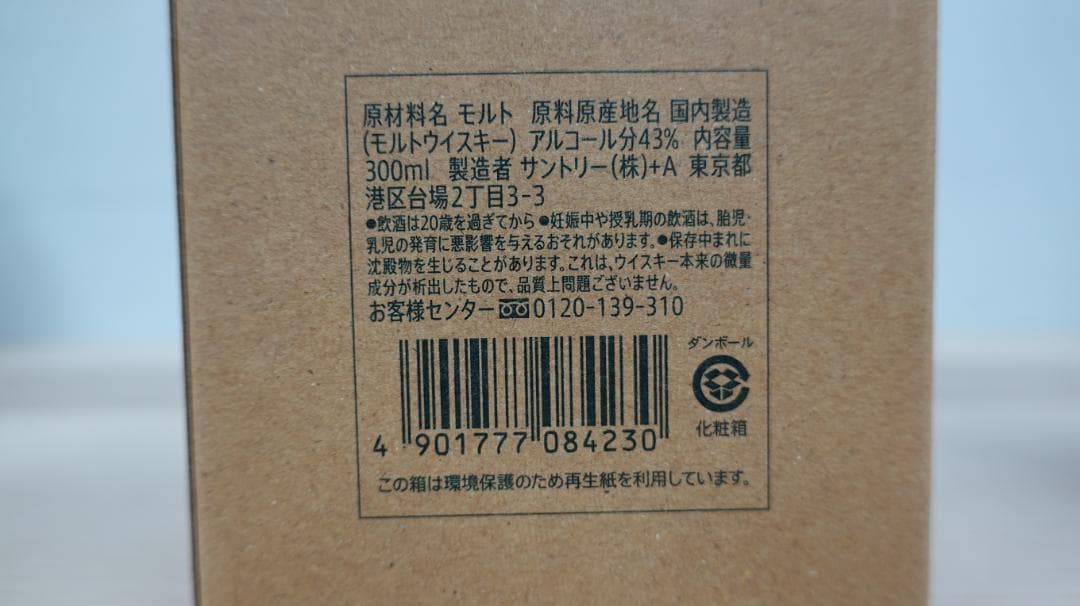 原材料名 モルト 原料原産地名 国内製造
(モルトウイスキー) アルコール分43% 内容量
300ml 製造者 サントリー(株)+A 東京都
港区台場2丁目3-3
●飲酒は20歳を過ぎてから ●妊娠中や授乳期の飲酒は、胎児・
乳児の発育に悪影響を与えるおそれがあります。●保存中まれに
沈殿物を生じることがあります。これは、ウイスキー本来の微量
成分が析出したもので、品質上問題ございません。
お客様センター 0120-139-310
ダンボール
化粧箱
4 901777 084230
この箱は環境保護のため再生紙を利用しています。